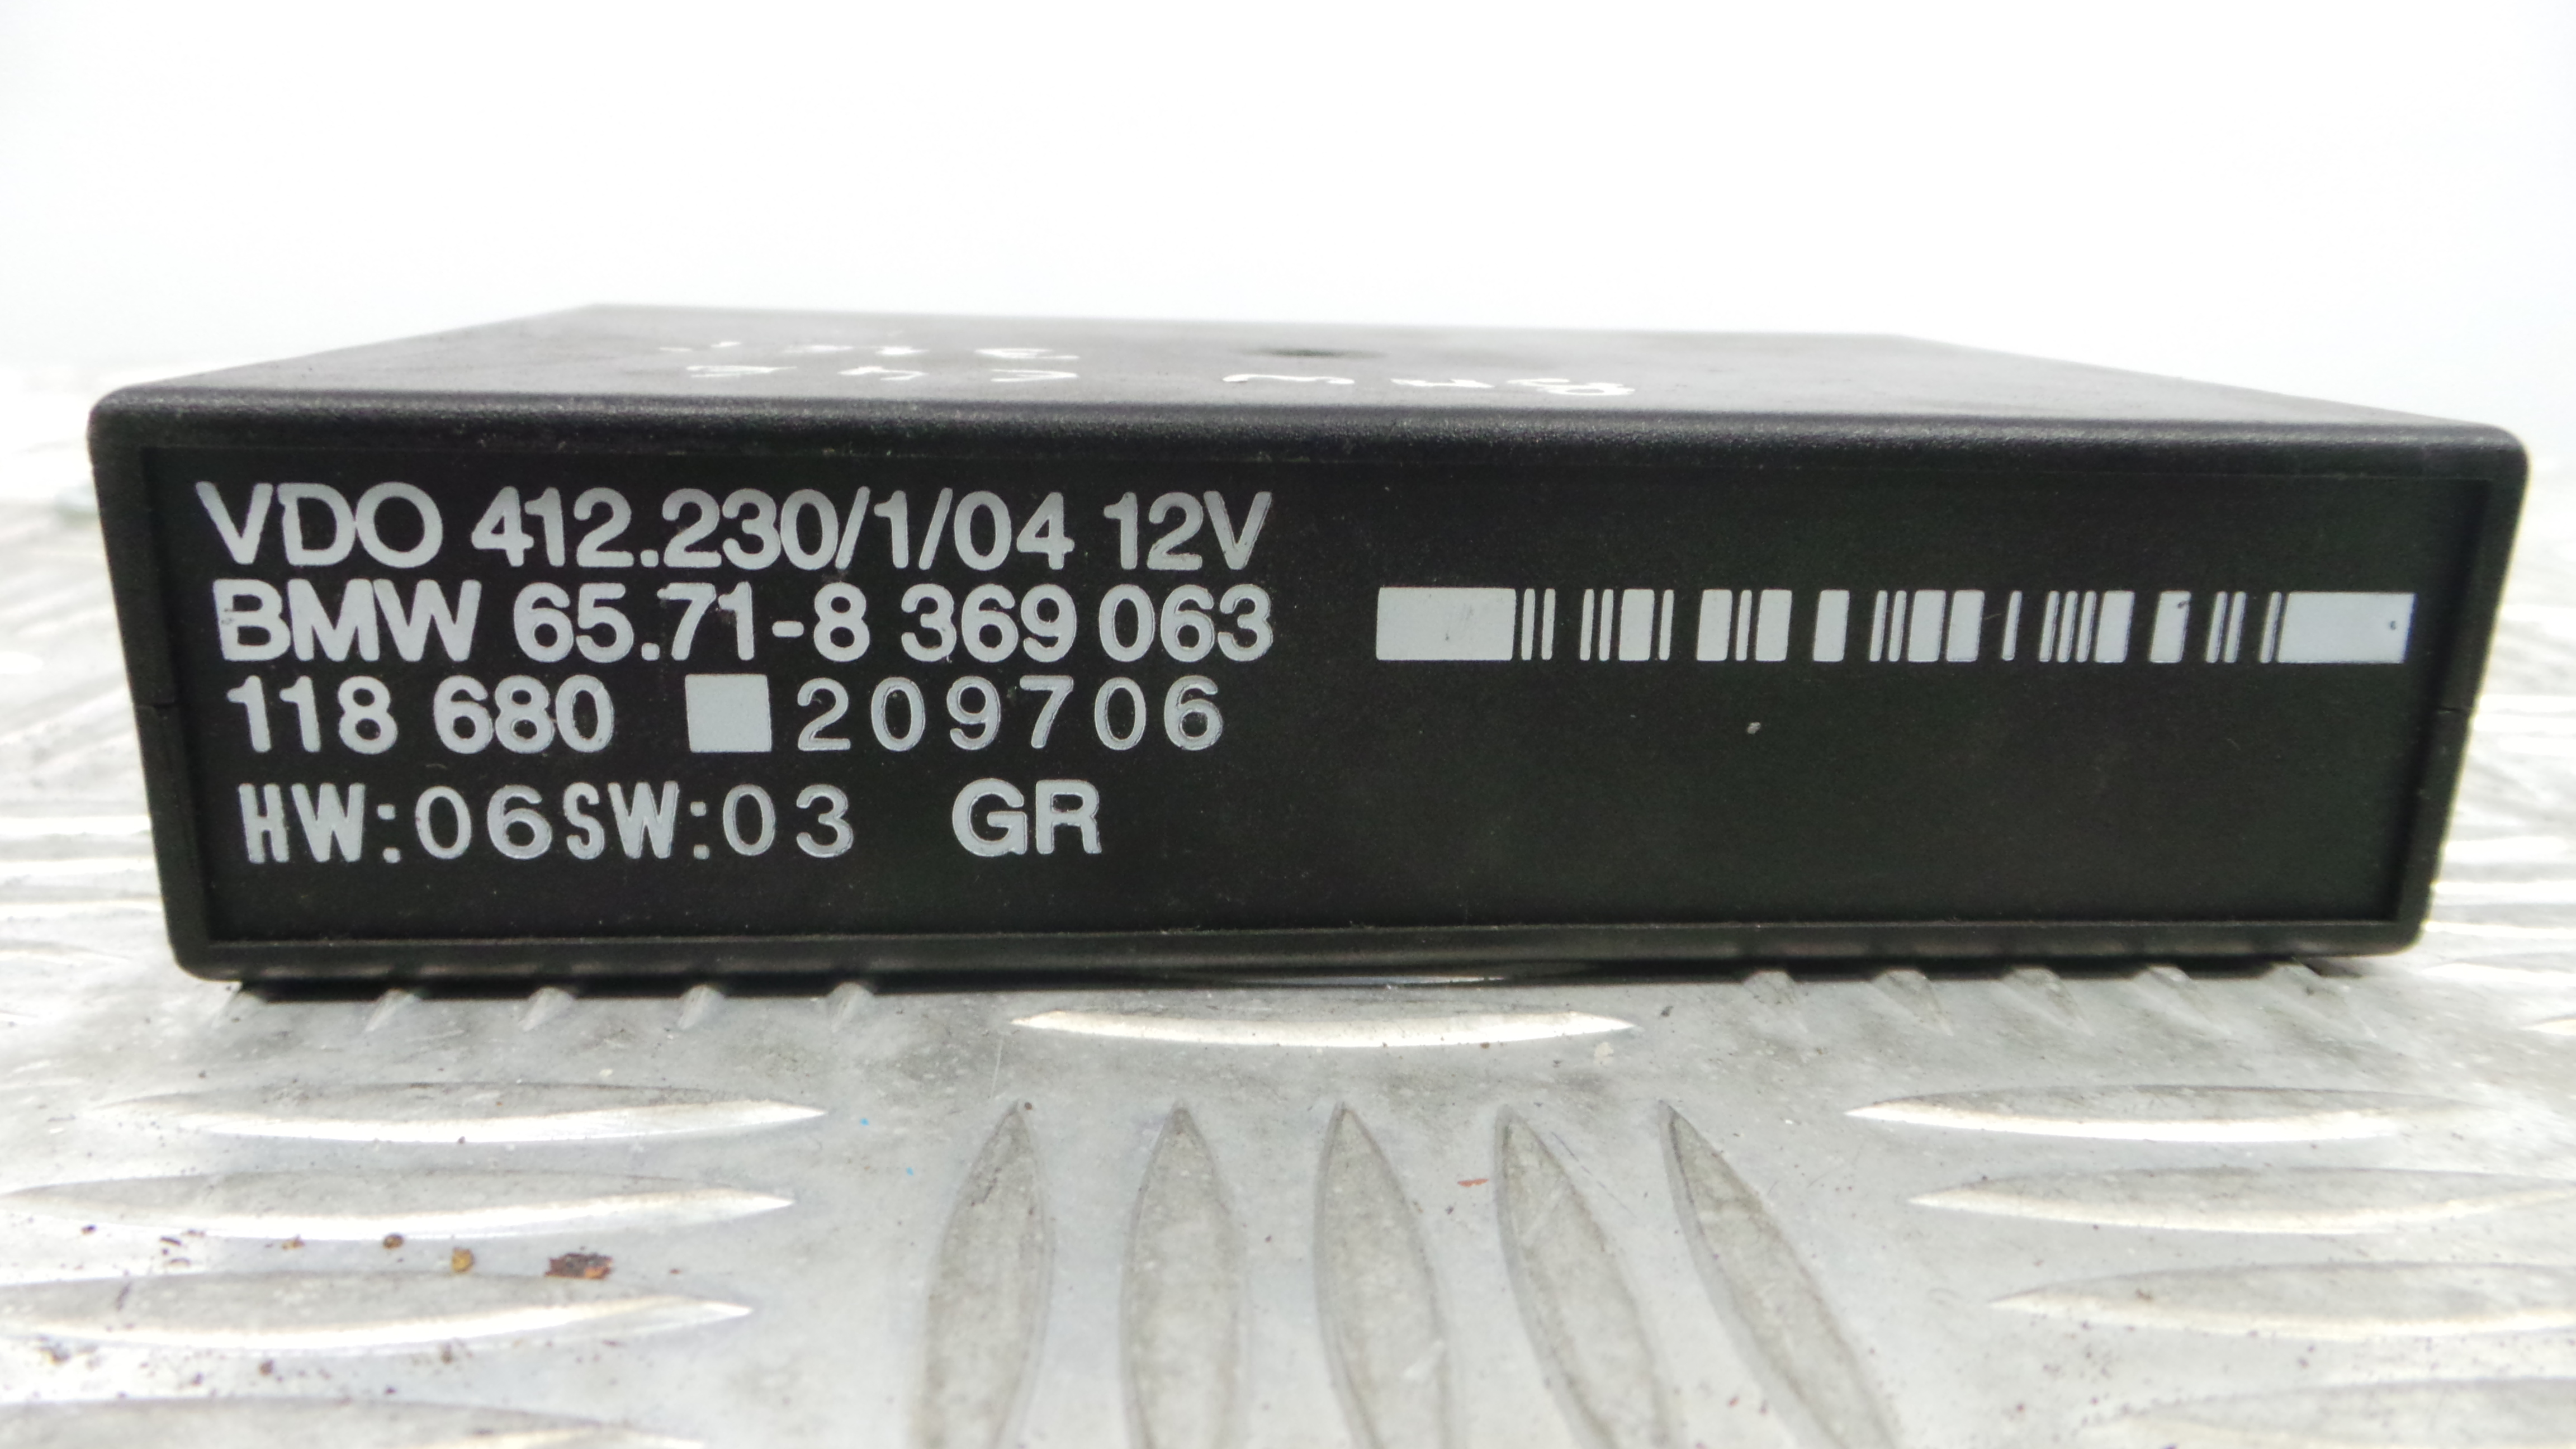 VDO 412.230/1/04 12V
BMW 65.71-8 369 063
118 680 209706
HW:06SW:03 GR